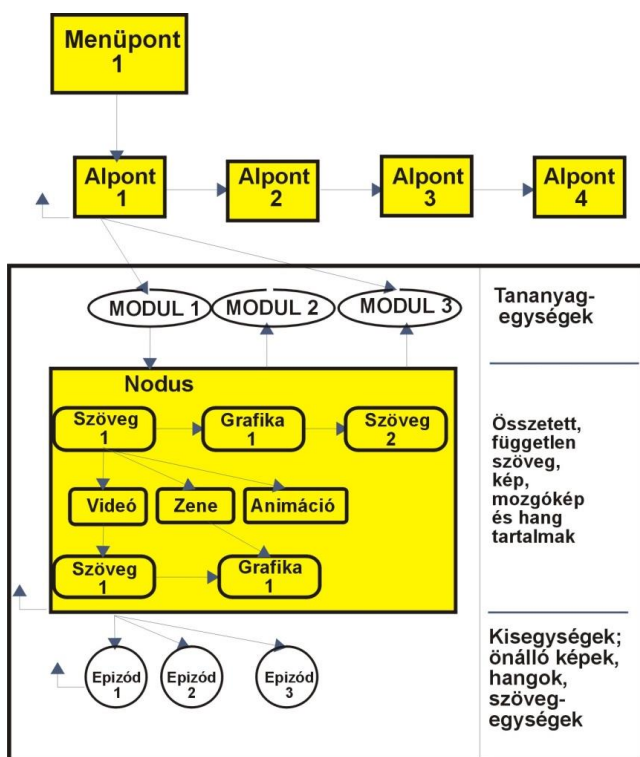 Menüpont
1
Alpont
1
Alpont
2
Alpont
3
Alpont
4
MODUL 1
MODUL 2
MODUL 3
Tananyag-
egységek
Nodus
Szöveg
1
Grafika
1
Szöveg
2
Videó
Zene
Animáció
Szöveg
1
Grafika
1
Összetett,
független
szöveg,
kép,
mozgókép
és hang
tartalmak
Epizód
1
Epizód
2
Epizód
3
Kisegységek;
önálló képek,
hangok,
szöveg-
egységek